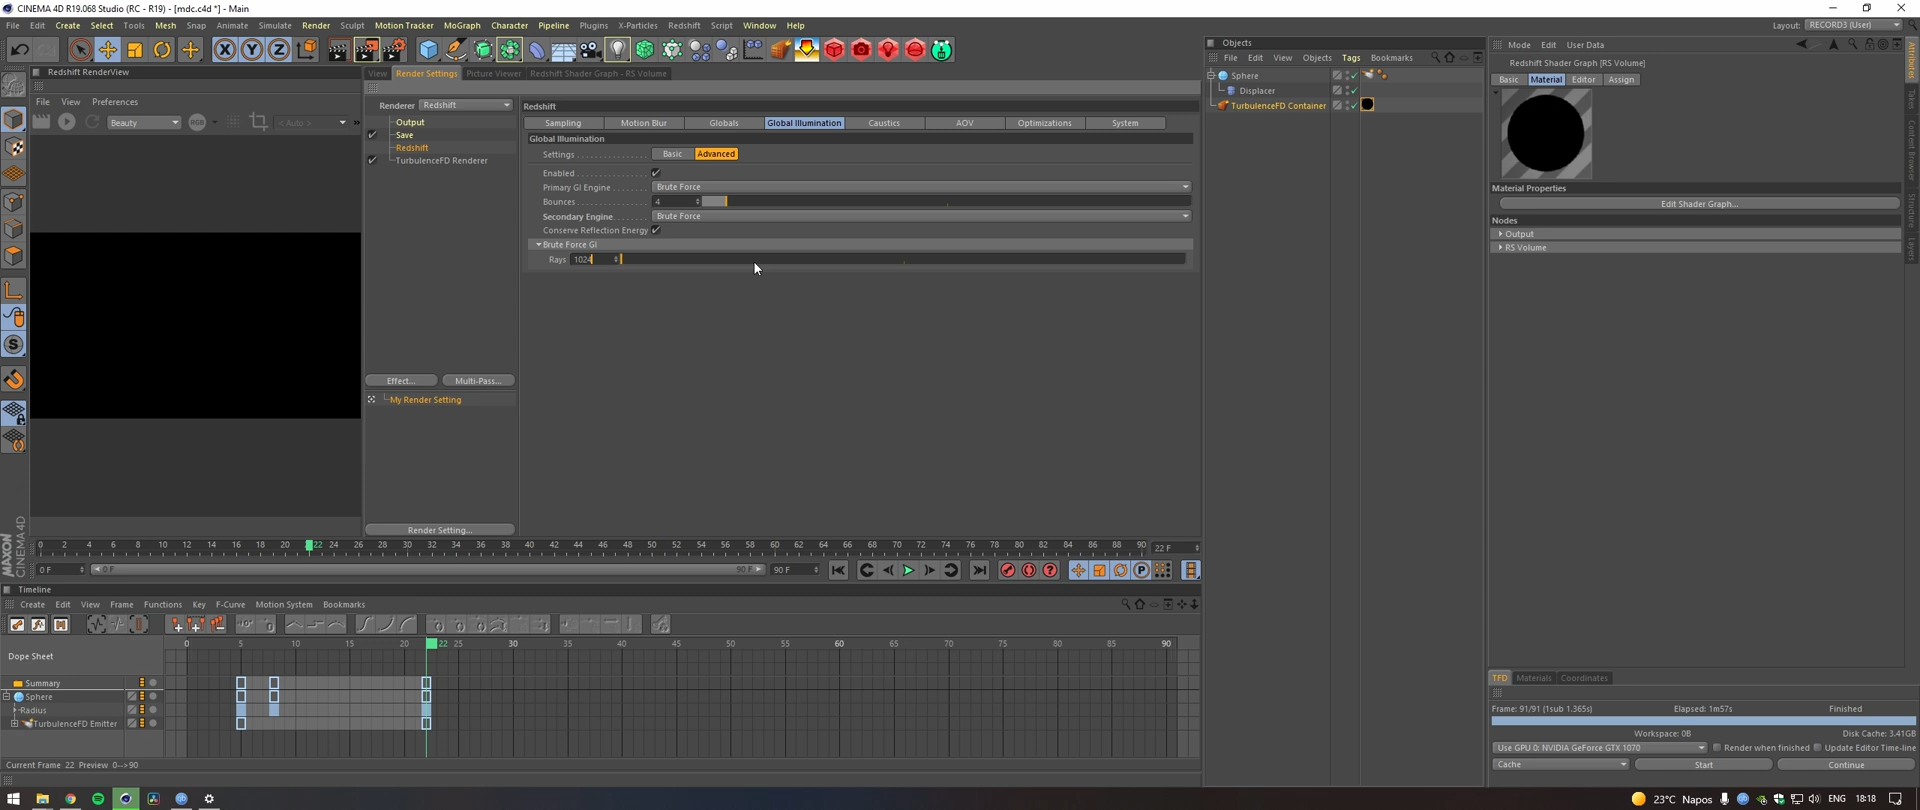 CINEMA 4D R19.068 Studio (RC - R19) - [mdc.c4d *] - Main
File Edit Create Select Tools Mesh Snap Animate Simulate Render Sculpt Motion Tracker MoGraph Character Pipeline Plugins X-Particles Redshift Script Window Help
Layout: RECORD3 (User)
X Y Z
Redshift RenderView
File View Preferences
Beauty RGB < Auto >
View Render Settings Picture Viewer Redshift Shader Graph - RS Volume
Renderer Redshift
Output
Save
Redshift
TurbulenceFD Renderer
Effect... Multi-Pass...
My Render Setting
Render Setting...
Redshift
Sampling Motion Blur Globals Global Illumination Caustics AOV Optimizations System
Global Illumination
Settings Basic Advanced
Enabled
Primary GI Engine Brute Force
Bounces 4
Secondary Engine Brute Force
Conserve Reflection Energy
Brute Force GI
Rays 1024
Objects
File Edit View Objects Tags Bookmarks
Sphere
Displacer
TurbulenceFD Container
Mode Edit User Data
Redshift Shader Graph [RS Volume]
Basic Material Editor Assign
Material Properties
Edit Shader Graph...
Nodes
Output
RS Volume
Attributes
Takes
Content Browser
Structure
Layers
MAXON
CINEMA 4D
0 2 4 6 8 10 12 14 16 18 20 22 24 26 28 30 32 34 36 38 40 42 44 46 48 50 52 54 56 58 60 62 64 66 68 70 72 74 76 78 80 82 84 86 88 90 22 F
0 F 0 F 90 F 90 F
Timeline
Create Edit View Frame Functions Key F-Curve Motion System Bookmarks
Dope Sheet
0 5 10 15 20 22 25 30 35 40 45 50 55 60 65 70 75 80 85 90
Summary
Sphere
Radius
TurbulenceFD Emitter
Current Frame 22 Preview 0-->90
TFD Materials Coordinates
Frame: 91/91 (1sub 1.365s) Elapsed: 1m57s Finished
Workspace: 0B Disk Cache: 3.41GB
Use GPU 0: NVIDIA GeForce GTX 1070 Render when finished Update Editor Time-line
Cache Start Continue
23°C Napos ENG 18:18